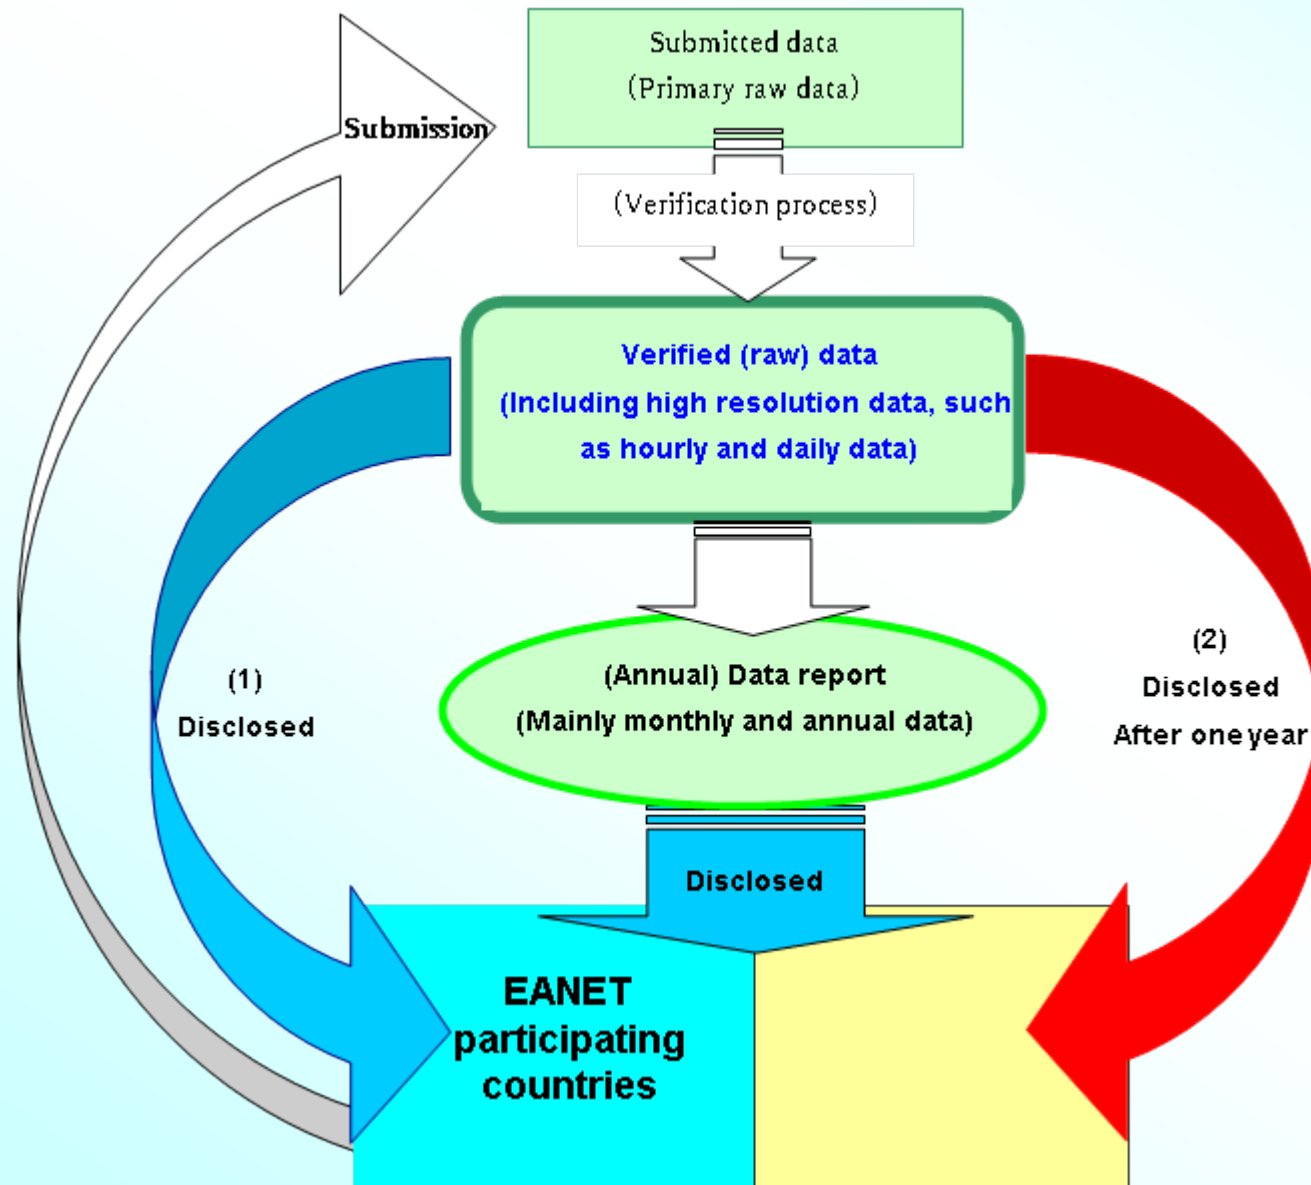 Submitted data
(Primary raw data)
Submission
(Verification process)
Verified (raw) data
(Including high resolution data, such
as hourly and daily data)
(1)
Disclosed
(Annual) Data report
(Mainly monthly and annual data)
(2)
Disclosed
After one year
Disclosed
EANET
participating
countries